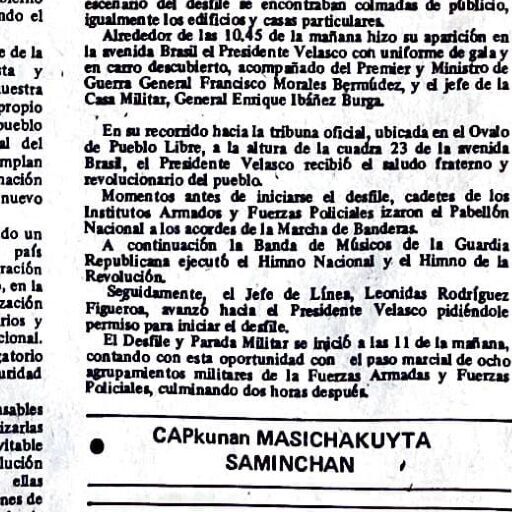 ndo el
e de la
ta y
uestra
propio
pueblo
al del
mplan
nación
nuevo
do un
país
ración
, en la
zación
rios y
cional.
gatorio
uridad
nsables
izarlas
vitable
lución
ellas
nes de
escenario del desfile se encontraban colmadas de público,
igualmente los edificios y casas particulares.
Alrededor de las 10,45 de la mañana hizo su aparición en
la avenida Brasil el Presidente Velasco con uniforme de gala y
en carro descubierto, acompañado del Premier y Ministro de
Guerra General Francisco Morales Bermúdez, y el jefe de la
Casa Militar, General Enrique Ibáñez Burga.
En su recorrido hacia la tribuna oficial, ubicada en el Ovalo
de Pueblo Libre, a la altura de la cuadra 23 de la avenida
Brasil, el Presidente Velasco recibió el saludo fraterno y
revolucionario del pueblo.
Momentos antes de iniciarse el desfile, cadetes de los
Institutos Armados y Fuerzas Policiales izaron el Pabellón
Nacional a los acordes de la Marcha de Banderas.
A continuación la Banda de Músicos de la Guardia
Republicana ejecutó el Himno Nacional y el Himno de la
Revolución.
Seguidamente, el Jefe de Línea, Leonidas Rodríguez
Figueroa, avanzó hacia el Presidente Velasco pidiéndole
permiso para iniciar el desfile.
El Desfile y Parada Militar se inició a las 11 de la mañana,
contando con esta oportunidad con el paso marcial de ocho
agrupamientos militares de la Fuerzas Armadas y Fuerzas
Policiales, culminando dos horas después.
● CAPkunan MASICHAKUYTA
SAMINCHAN